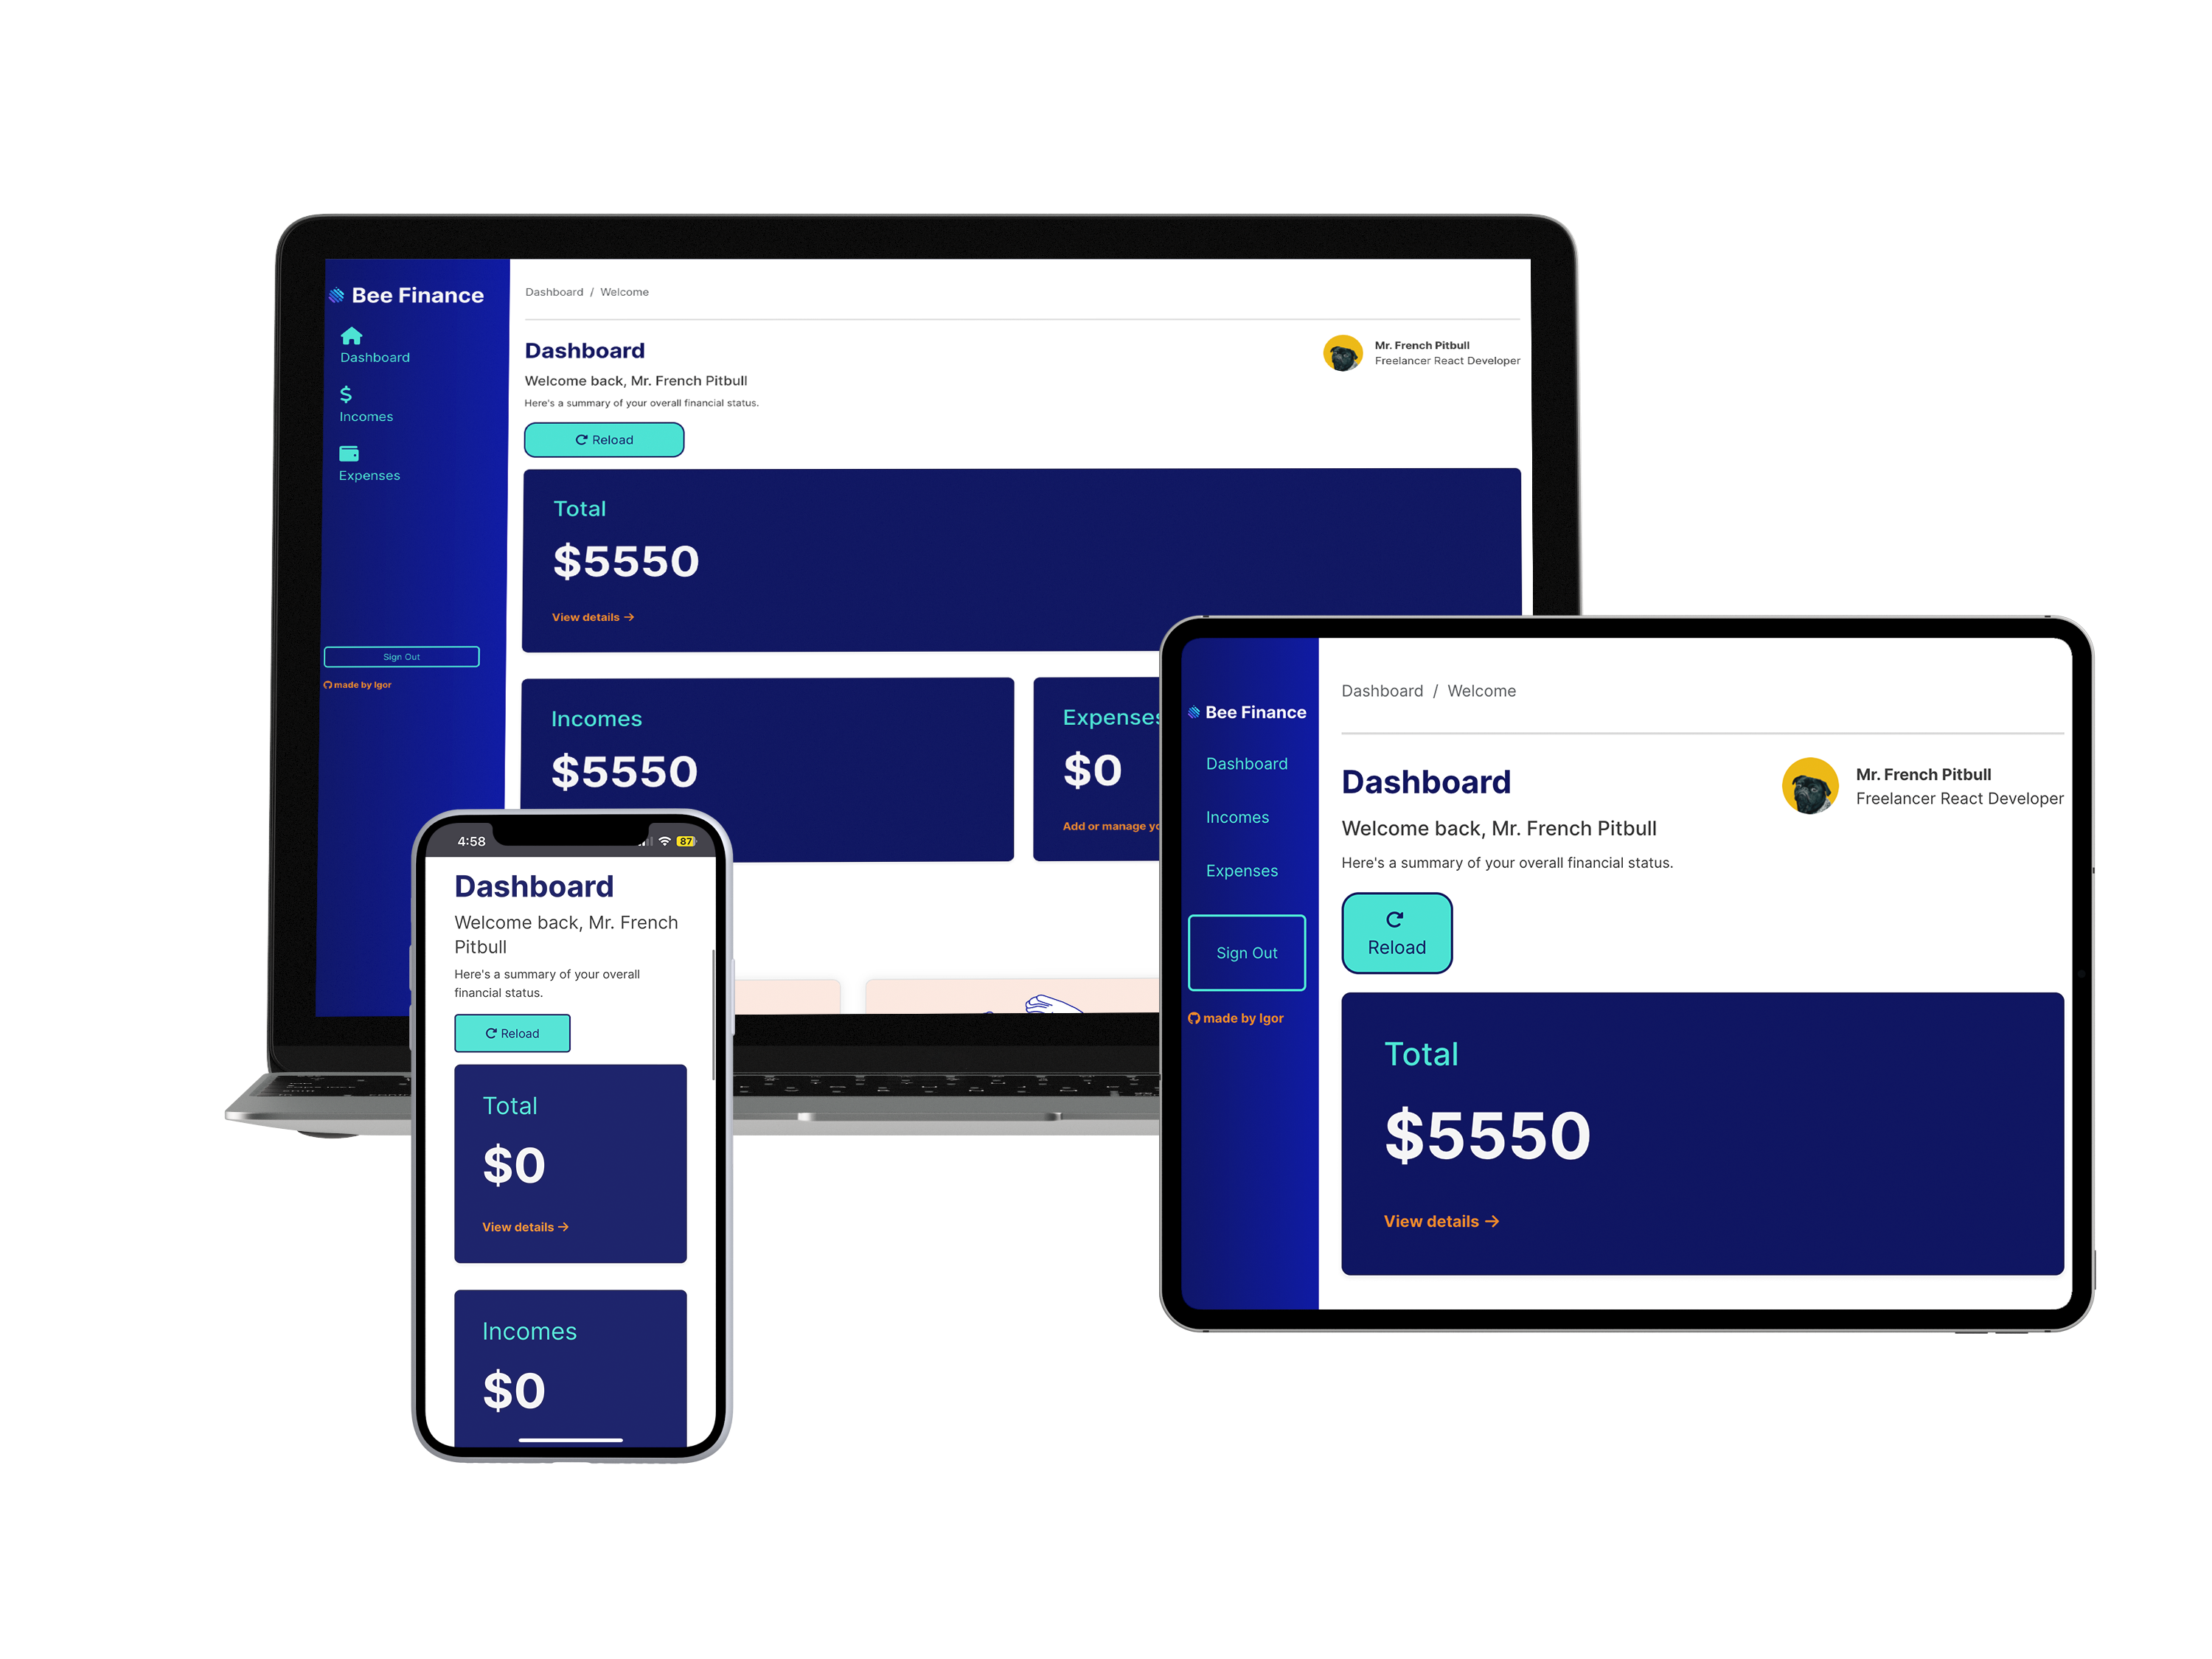 Bee Finance
Dashboard
Incomes
Expenses
Sign Out
made by Igor
Dashboard / Welcome
Dashboard
Mr. French Pitbull
Freelancer React Developer
Welcome back, Mr. French Pitbull
Here's a summary of your overall financial status.
Reload
Total
$5550
View details →
Incomes
$5550
Expenses
$0
Add or manage
4:58
87
Dashboard
Welcome back, Mr. French
Pitbull
Here's a summary of your overall
financial status.
Reload
Total
$0
View details →
Incomes
$0
Bee Finance
Dashboard
Incomes
Expenses
Sign Out
made by Igor
Dashboard / Welcome
Dashboard
Mr. French Pitbull
Freelancer React Developer
Welcome back, Mr. French Pitbull
Here's a summary of your overall financial status.
Reload
Total
$5550
View details →